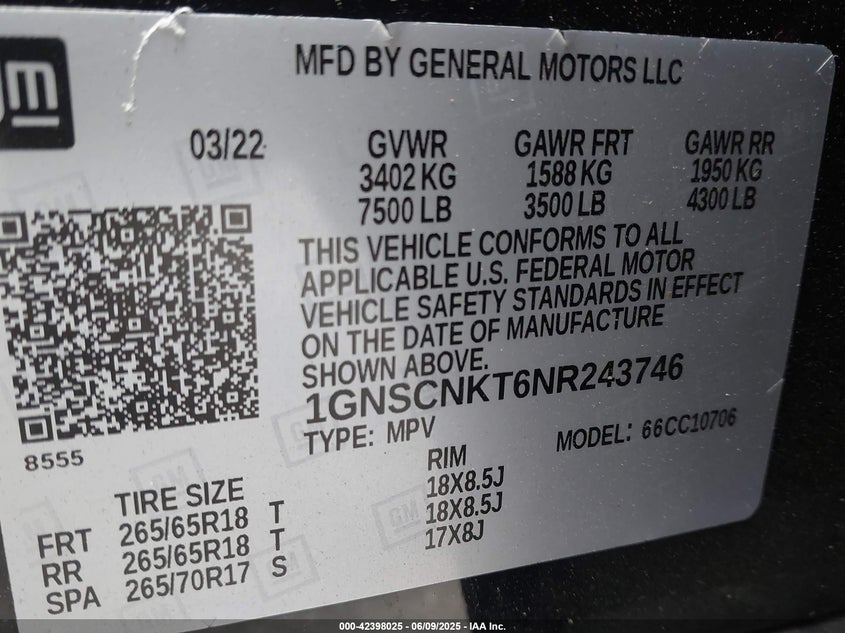 gm
MFD BY GENERAL MOTORS LLC
03/22 GVWR GAWR FRT GAWR RR
3402 KG 1588 KG 1950 KG
7500 LB 3500 LB 4300 LB
THIS VEHICLE CONFORMS TO ALL
APPLICABLE U.S. FEDERAL MOTOR
VEHICLE SAFETY STANDARDS IN EFFECT
ON THE DATE OF MANUFACTURE
SHOWN ABOVE.
1GNSCNKT6NR243746
TYPE: MPV MODEL: 66CC10706
8555
TIRE SIZE RIM
FRT 265/65R18 T 18X8.5J
RR 265/65R18 T 18X8.5J
SPA 265/70R17 S 17X8J
000-42398025 - 06/09/2025 - IAA Inc.